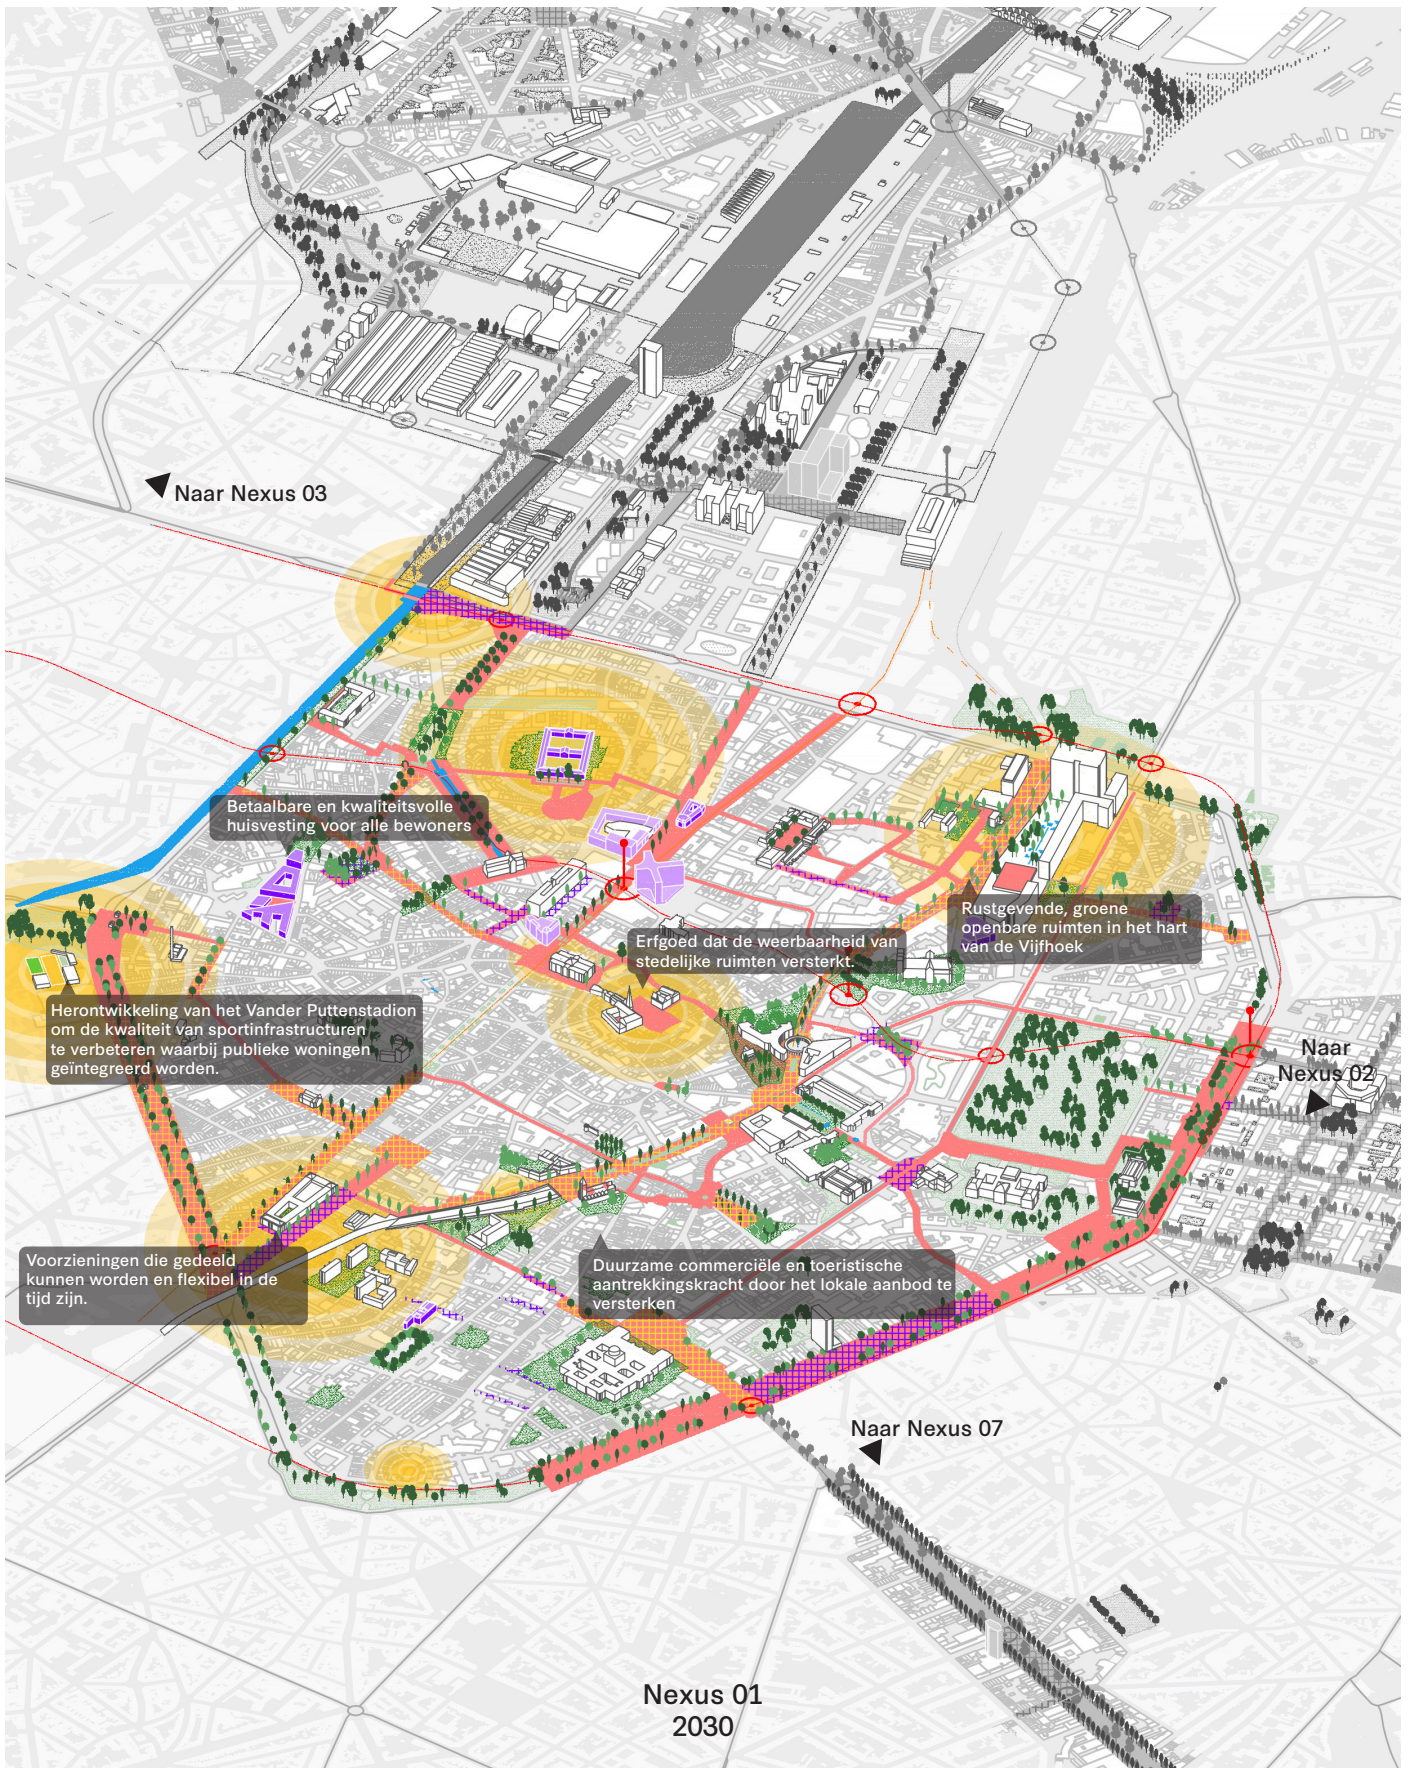 Naar Nexus 03
Betaalbare en kwaliteitsvolle
huisvesting voor alle bewoners
Rustgevende, groene
openbare ruimten in het hart
van de Vijfhoek
Erfgoed dat de weerbaarheid van
stedelijke ruimten versterkt.
Herontwikkeling van het Vander Puttenstadion
om de kwaliteit van sportinfrastructuren
te verbeteren waarbij publieke woningen
geïntegreerd worden.
Naar
Nexus 02
Voorzieningen die gedeeld
kunnen worden en flexibel in de
tijd zijn.
Duurzame commerciële en toeristische
aantrekkingskracht door het lokale aanbod te
versterken
Naar Nexus 07
Nexus 01
2030